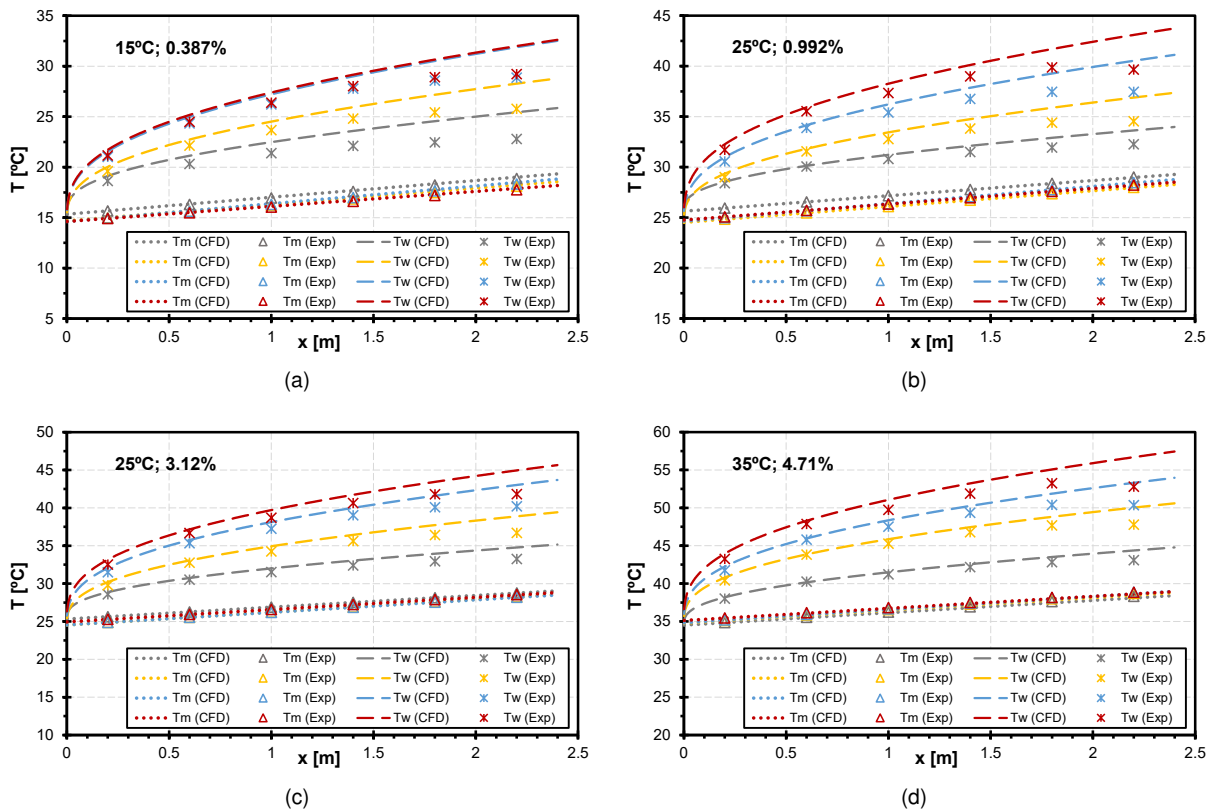 35
30
25
20
15
10
5
T [ºC]
15ºC; 0.387%
Tm (CFD) Tm (Exp) Tw (CFD) Tw (Exp)
Tm (CFD) Tm (Exp) Tw (CFD) Tw (Exp)
Tm (CFD) Tm (Exp) Tw (CFD) Tw (Exp)
Tm (CFD) Tm (Exp) Tw (CFD) Tw (Exp)
0 0.5 1 1.5 2 2.5
x [m]
(a)
45
40
35
30
25
20
15
T [ºC]
25ºC; 0.992%
Tm (CFD) Tm (Exp) Tw (CFD) Tw (Exp)
Tm (CFD) Tm (Exp) Tw (CFD) Tw (Exp)
Tm (CFD) Tm (Exp) Tw (CFD) Tw (Exp)
Tm (CFD) Tm (Exp) Tw (CFD) Tw (Exp)
0 0.5 1 1.5 2 2.5
x [m]
(b)
50
45
40
35
30
25
20
15
10
T [ºC]
25ºC; 3.12%
Tm (CFD) Tm (Exp) Tw (CFD) Tw (Exp)
Tm (CFD) Tm (Exp) Tw (CFD) Tw (Exp)
Tm (CFD) Tm (Exp) Tw (CFD) Tw (Exp)
Tm (CFD) Tm (Exp) Tw (CFD) Tw (Exp)
0 0.5 1 1.5 2 2.5
x [m]
(c)
60
55
50
45
40
35
30
25
20
T [ºC]
35ºC; 4.71%
Tm (CFD) Tm (Exp) Tw (CFD) Tw (Exp)
Tm (CFD) Tm (Exp) Tw (CFD) Tw (Exp)
Tm (CFD) Tm (Exp) Tw (CFD) Tw (Exp)
Tm (CFD) Tm (Exp) Tw (CFD) Tw (Exp)
0 0.5 1 1.5 2 2.5
x [m]
(d)